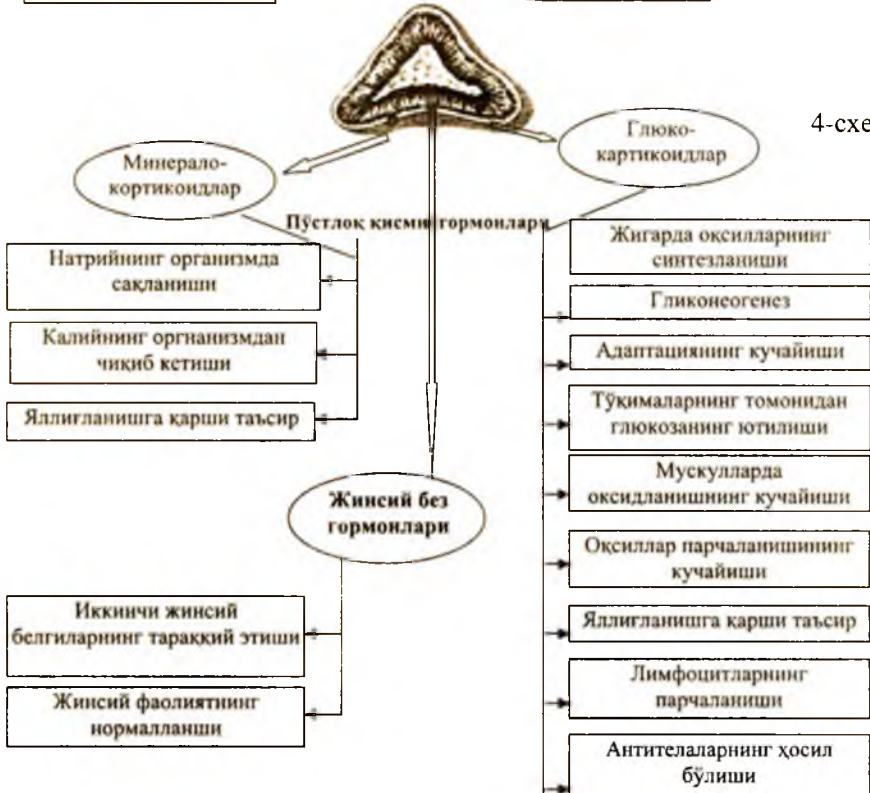 4-схе
Глюко-
картикоидлар
Минерало-
кортикоидлар
Пўстлоқ қисми гормонлари
Натрийнинг организмда
сақланиши
Калийнинг оргнанизмдан
чиқиб кетиши
Яллиғланишга қарши таъсир
Жинсий без
гормонлари
Иккинчи жинсий
белгиларнинг тараққий этиши
Жинсий фаолиятнинг
нормалланши
Жигарда оқсилларнинг
синтезланиши
Гликонеогенез
Адаптациянинг кучайиши
Тўқималарнинг томонидан
глюкозанинг ютилиши
Мускулларда
оксидланишнинг кучайиши
Оқсиллар парчаланишининг
кучайиши
Яллиғланишга қарши таъсир
Лимфоцитларнинг
парчаланиши
Антителаларнинг ҳосил
бўлиши